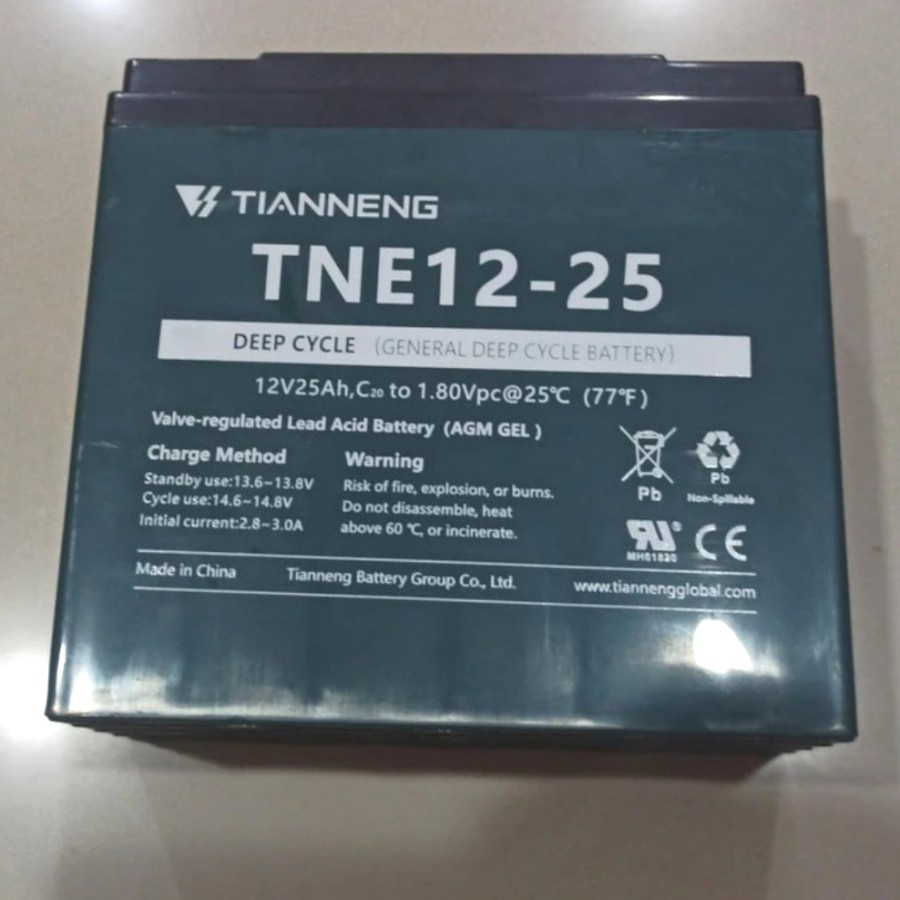 TIANNENG
TNE12-25
DEEP CYCLE (GENERAL DEEP CYCLE BATTERY)
12V25Ah,C₂₀ to 1.80Vpc@25℃ (77℉)
Valve-regulated Lead Acid Battery (AGM GEL)
Charge Method
Standby use:13.6~13.8V
Cycle use:14.6~14.8V
Initial current:2.8~3.0A
Warning
Risk of fire, explosion, or burns.
Do not disassemble, heat
above 60 ℃, or incinerate.
Pb
Pb
Non-Spillable
MH61820
CE
Made in China
Tianneng Battery Group Co., Ltd.
www.tiannengglobal.com